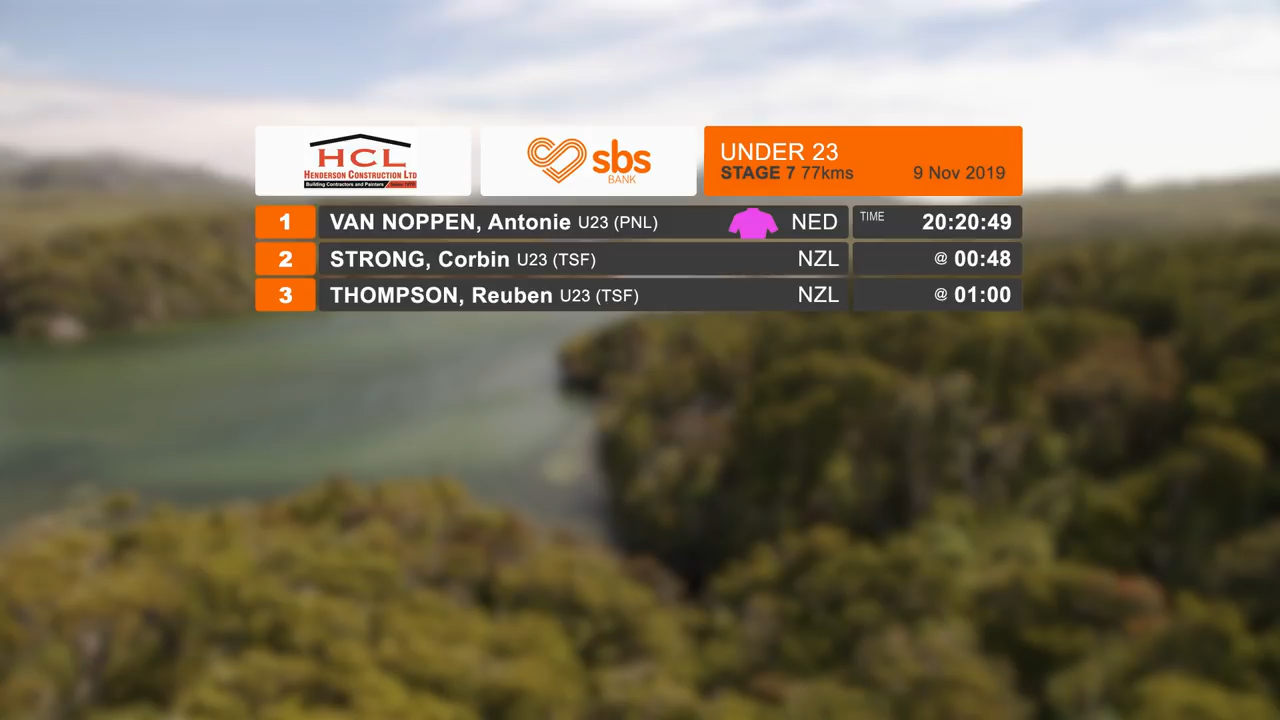 HCL
HENDERSON CONSTRUCTION LTD
Building Contractors and Painters Since 1970
sbs
BANK
UNDER 23
STAGE 7 77kms 9 Nov 2019
1 VAN NOPPEN, Antonie U23 (PNL) NED TIME 20:20:49
2 STRONG, Corbin U23 (TSF) NZL @ 00:48
3 THOMPSON, Reuben U23 (TSF) NZL @ 01:00